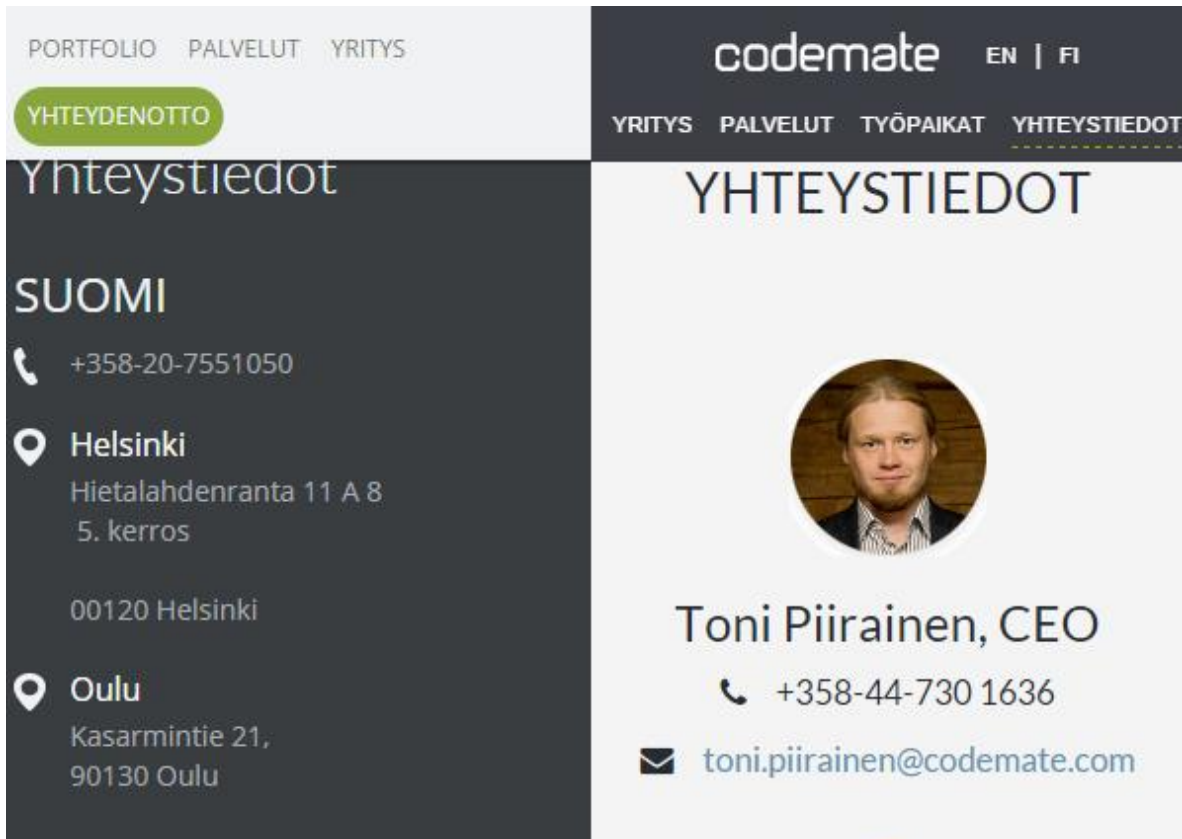 PORTFOLIO PALVELUT YRITYS
YHTEYDENOTTO
Yhteystiedot
SUOMI
+358-20-7551050
Helsinki
Hietalahdenranta 11 A 8
5. kerros
00120 Helsinki
Oulu
Kasarmintie 21,
90130 Oulu
codemate EN | FI
YRITYS PALVELUT TYÖPAIKAT YHTEYSTIEDOT
YHTEYSTIEDOT
Toni Piirainen, CEO
+358-44-730 1636
toni.piirainen@codemate.com